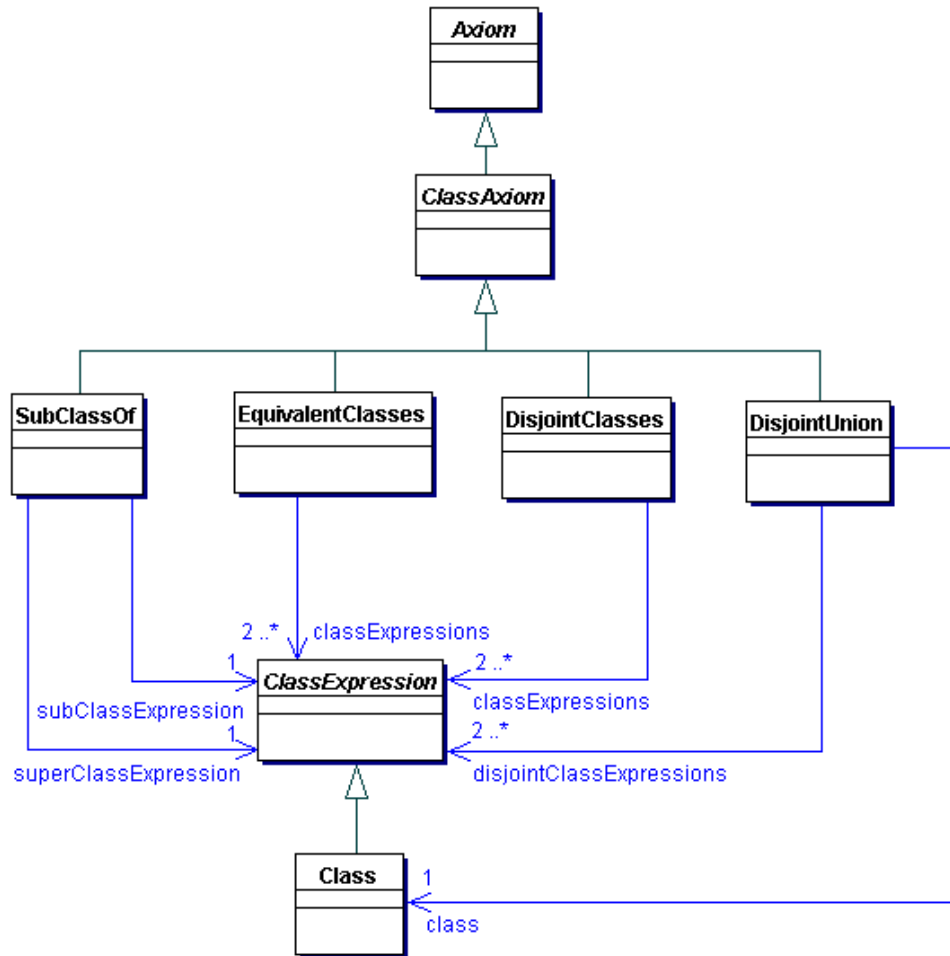 Axiom
ClassAxiom
SubClassOf
EquivalentClasses
DisjointClasses
DisjointUnion
2 ..*
classExpressions
1
ClassExpression
2 ..*
subClassExpression
classExpressions
1
2 ..*
superClassExpression
disjointClassExpressions
Class
1
class